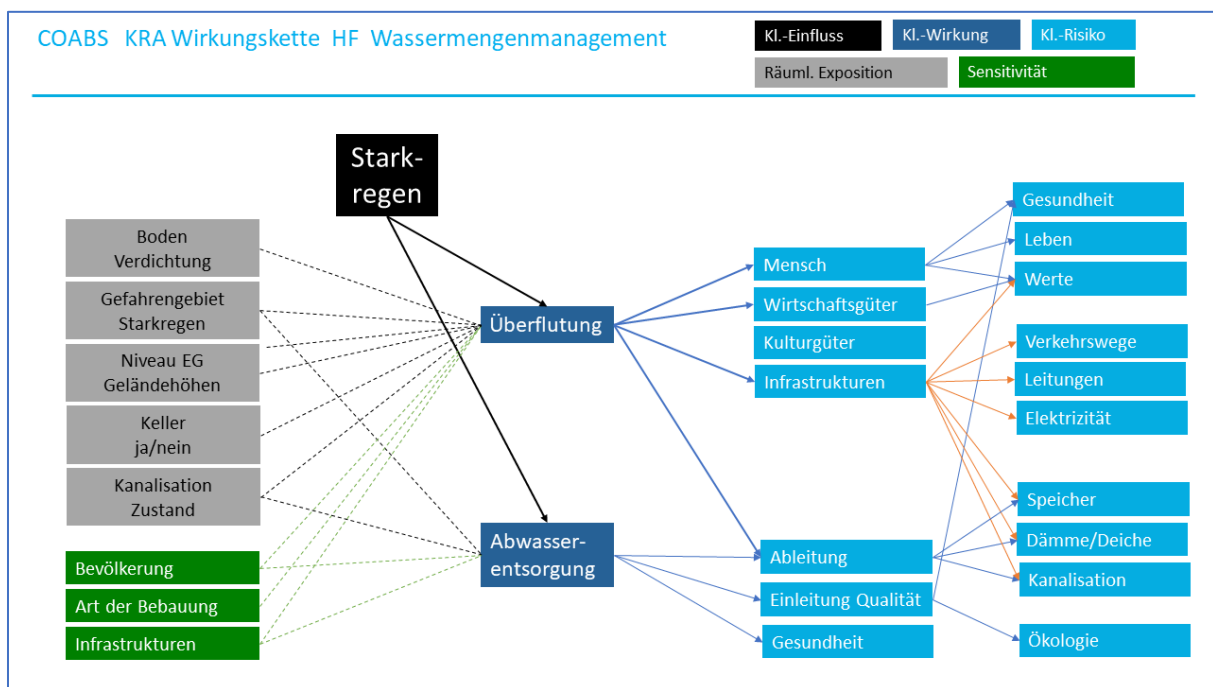 COABS KRA Wirkungskette HF Wassermengenmanagement
Kl.-Einfluss
Kl.-Wirkung
Kl.-Risiko
Räuml. Exposition
Sensitivität
Stark-
regen
Boden
Verdichtung
Gefahrengebiet
Starkregen
Niveau EG
Geländehöhen
Keller
ja/nein
Kanalisation
Zustand
Bevölkerung
Art der Bebauung
Infrastrukturen
Überflutung
Abwasser-
entsorgung
Mensch
Wirtschaftsgüter
Kulturgüter
Infrastrukturen
Ableitung
Einleitung Qualität
Gesundheit
Gesundheit
Leben
Werte
Verkehrswege
Leitungen
Elektrizität
Speicher
Dämme/Deiche
Kanalisation
Ökologie